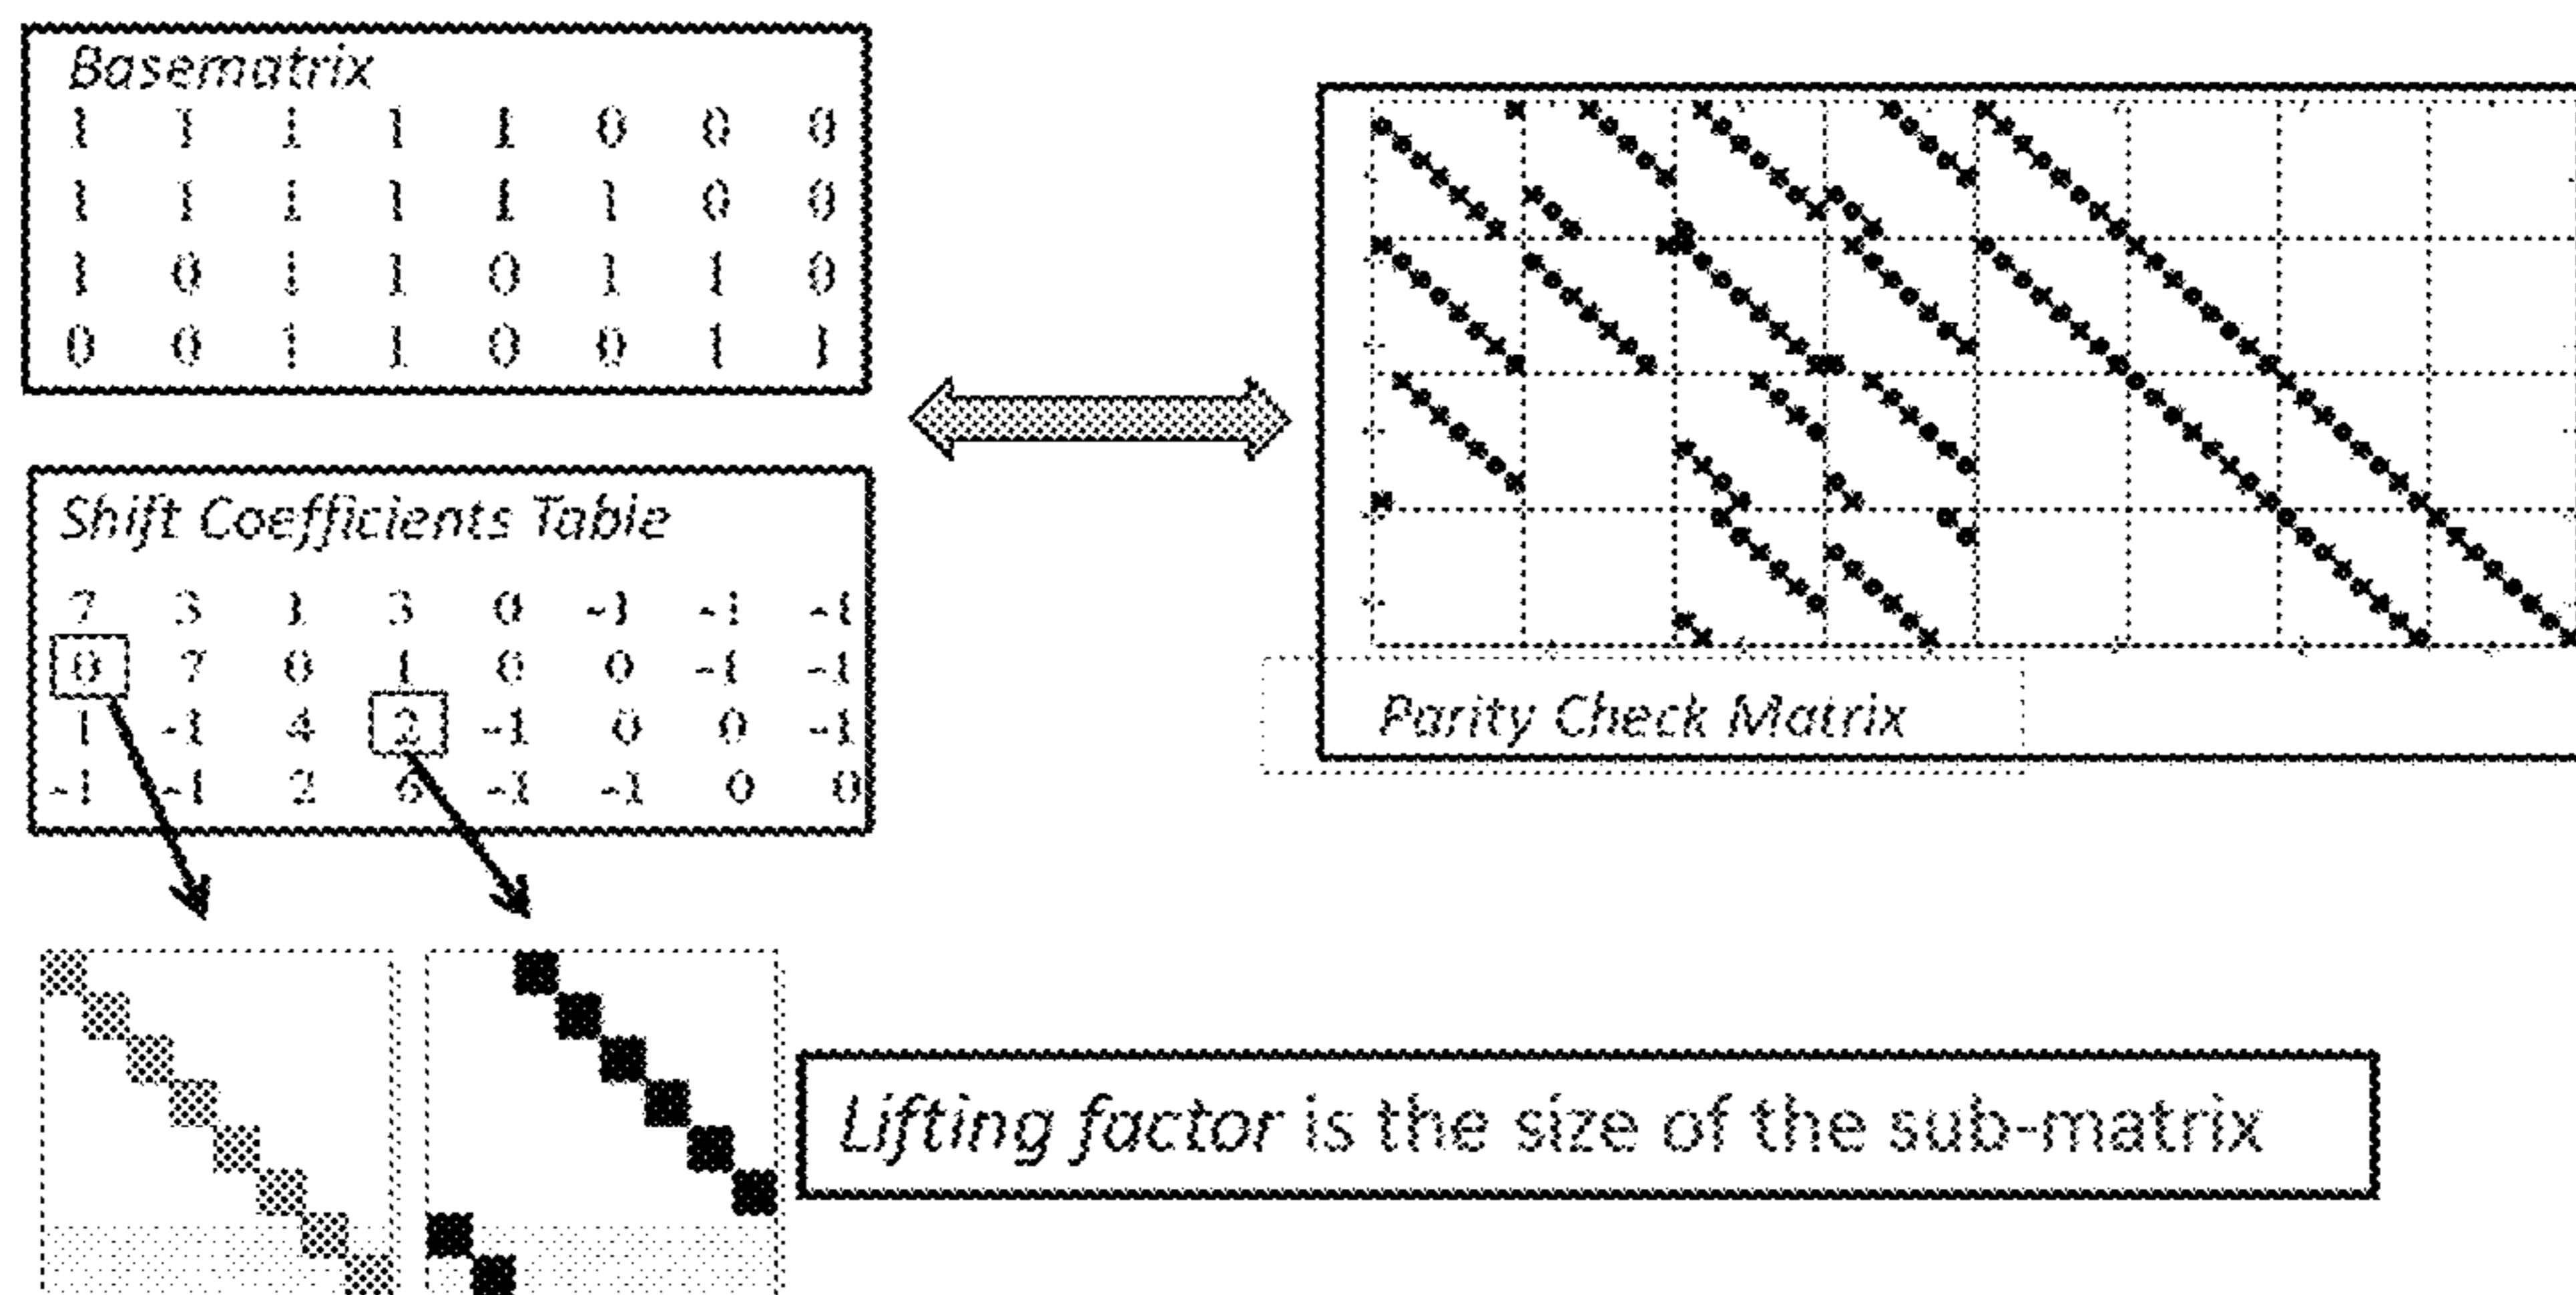 Basematrix
1 1 1 1 1 0 0 0
1 1 1 1 1 1 0 0
1 0 1 1 0 1 1 0
0 0 1 1 0 0 1 1
Shift Coefficients Table
7 3 1 3 0 -1 -1 -1
0 7 0 1 0 0 -1 -1
1 -1 4 2 -1 0 0 -1
-1 -1 2 6 -1 -1 0 0
Parity Check Matrix
Lifting factor is the size of the sub-matrix